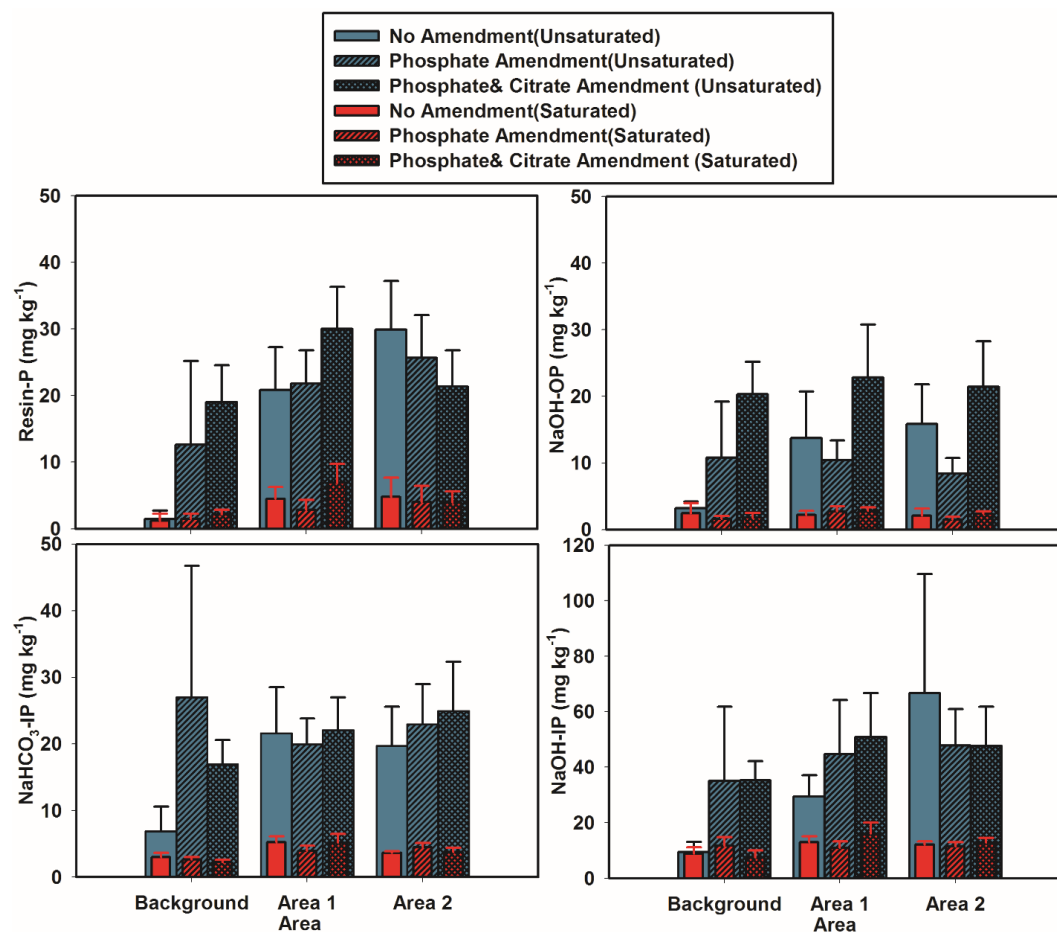 No Amendment(Unsaturated)
Phosphate Amendment(Unsaturated)
Phosphate& Citrate Amendment (Unsaturated)
No Amendment(Saturated)
Phosphate Amendment(Saturated)
Phosphate& Citrate Amendment (Saturated)
Resin-P (mg kg⁻¹)
50
40
30
20
10
0
NaOH-OP (mg kg⁻¹)
50
40
30
20
10
0
NaHCO₃-IP (mg kg⁻¹)
50
40
30
20
10
0
Background Area 1 Area 2
Area
NaOH-IP (mg kg⁻¹)
120
100
80
60
40
20
0
Background Area 1 Area 2
Area